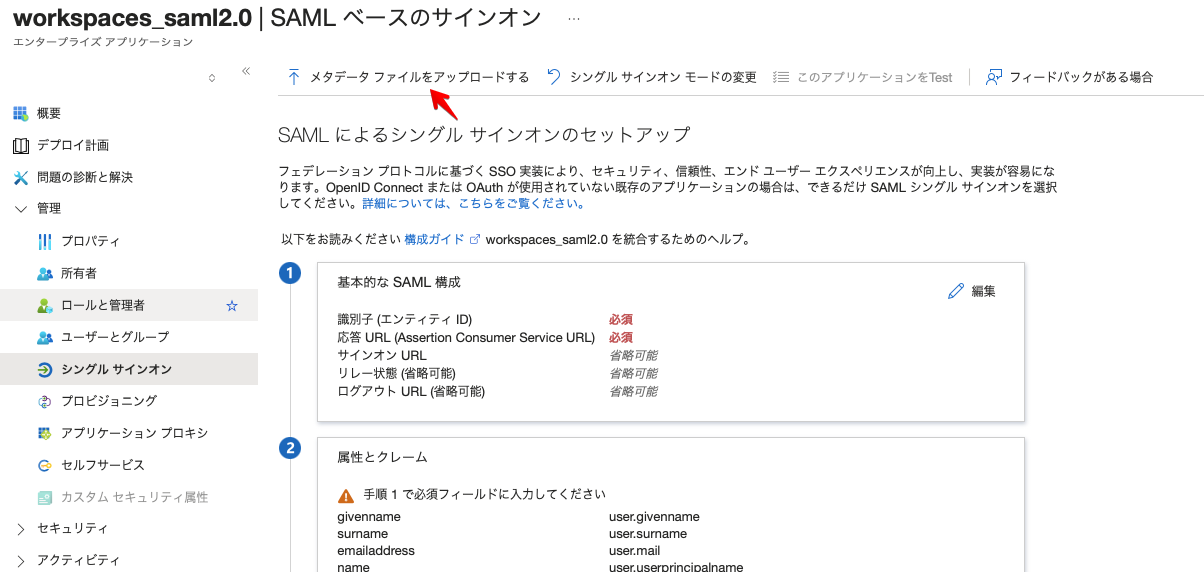 workspaces_saml2.0 | SAML ベースのサインオン ...
エンタープライズ アプリケーション
メタデータ ファイルをアップロードする
シングル サインオン モードの変更
このアプリケーションをTest
フィードバックがある場合
概要
デプロイ計画
問題の診断と解決
管理
プロパティ
所有者
ロールと管理者
ユーザーとグループ
シングル サインオン
プロビジョニング
アプリケーション プロキシ
セルフサービス
カスタム セキュリティ属性
セキュリティ
アクティビティ
SAML によるシングル サインオンのセットアップ
フェデレーション プロトコルに基づく SSO 実装により、セキュリティ、信頼性、エンド ユーザー エクスペリエンスが向上し、実装が容易にな
ります。OpenID Connect または OAuth が使用されていない既存のアプリケーションの場合は、できるだけ SAML シングル サインオンを選択
してください。詳細については、こちらをご覧ください。
以下をお読みください 構成ガイド workspaces_saml2.0 を統合するためのヘルプ。
1
基本的な SAML 構成
編集
識別子 (エンティティ ID) 必須
応答 URL (Assertion Consumer Service URL) 必須
サインオン URL 省略可能
リレー状態 (省略可能) 省略可能
ログアウト URL (省略可能) 省略可能
2
属性とクレーム
手順 1 で必須フィールドに入力してください
givenname user.givenname
surname user.surname
emailaddress user.mail
name user.userprincipalname